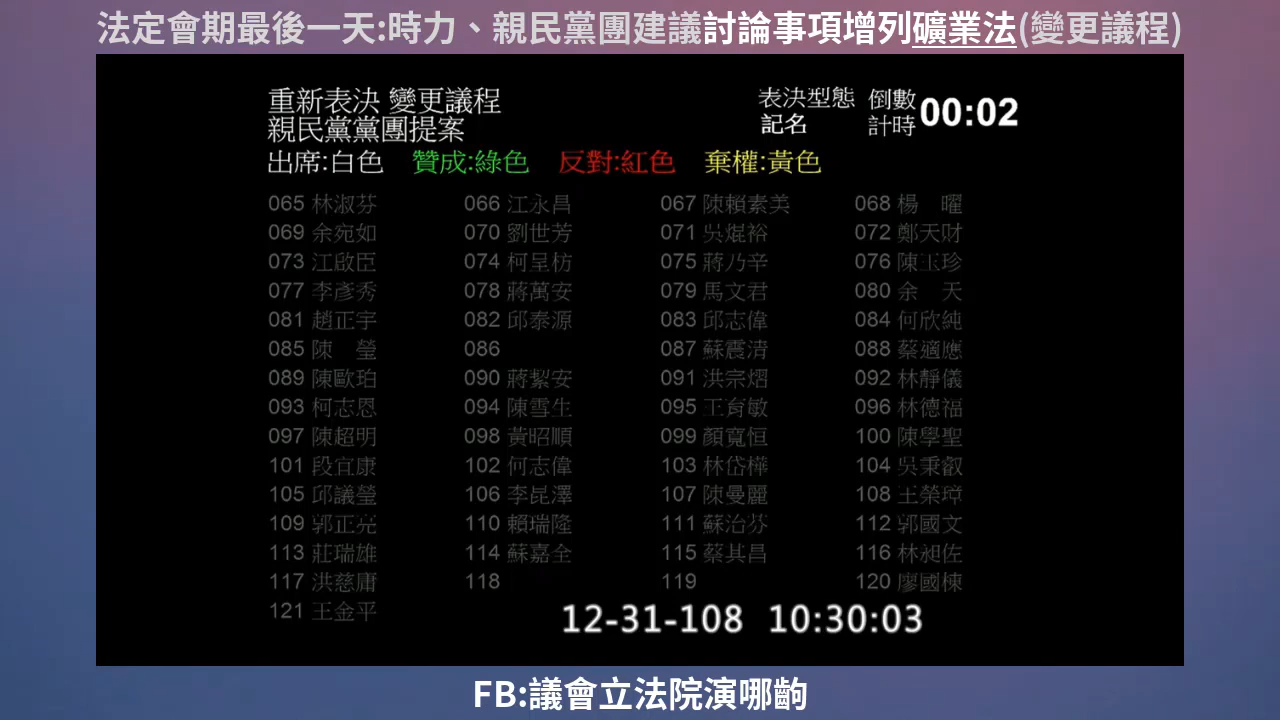 法定會期最後一天:時力、親民黨團建議討論事項增列礦業法(變更議程)
重新表決 變更議程
親民黨黨團提案
表決型態 記名
倒數計時 00:02
出席:白色 贊成:綠色 反對:紅色 棄權:黃色
065 林淑芬 066 江永昌 067 陳賴素美 068 楊 曜
069 余宛如 070 劉世芳 071 吳焜裕 072 鄭天財
073 江啟臣 074 柯呈枋 075 蔣乃辛 076 陳玉珍
077 李彥秀 078 蔣萬安 079 馬文君 080 余 天
081 趙正宇 082 邱泰源 083 邱志偉 084 何欣純
085 陳 瑩 086 087 蘇震清 088 蔡適應
089 陳歐珀 090 蔣絜安 091 洪宗熠 092 林靜儀
093 柯志恩 094 陳雪生 095 王育敏 096 林德福
097 陳超明 098 黃昭順 099 顏寬恒 100 陳學聖
101 段宜康 102 何志偉 103 林岱樺 104 吳秉叡
105 邱議瑩 106 李昆澤 107 陳曼麗 108 王榮璋
109 郭正亮 110 賴瑞隆 111 蘇治芬 112 郭國文
113 莊瑞雄 114 蘇嘉全 115 蔡其昌 116 林昶佐
117 洪慈庸 118 119 120 廖國棟
121 王金平
12-31-108 10:30:03
FB:議會立法院演哪齣